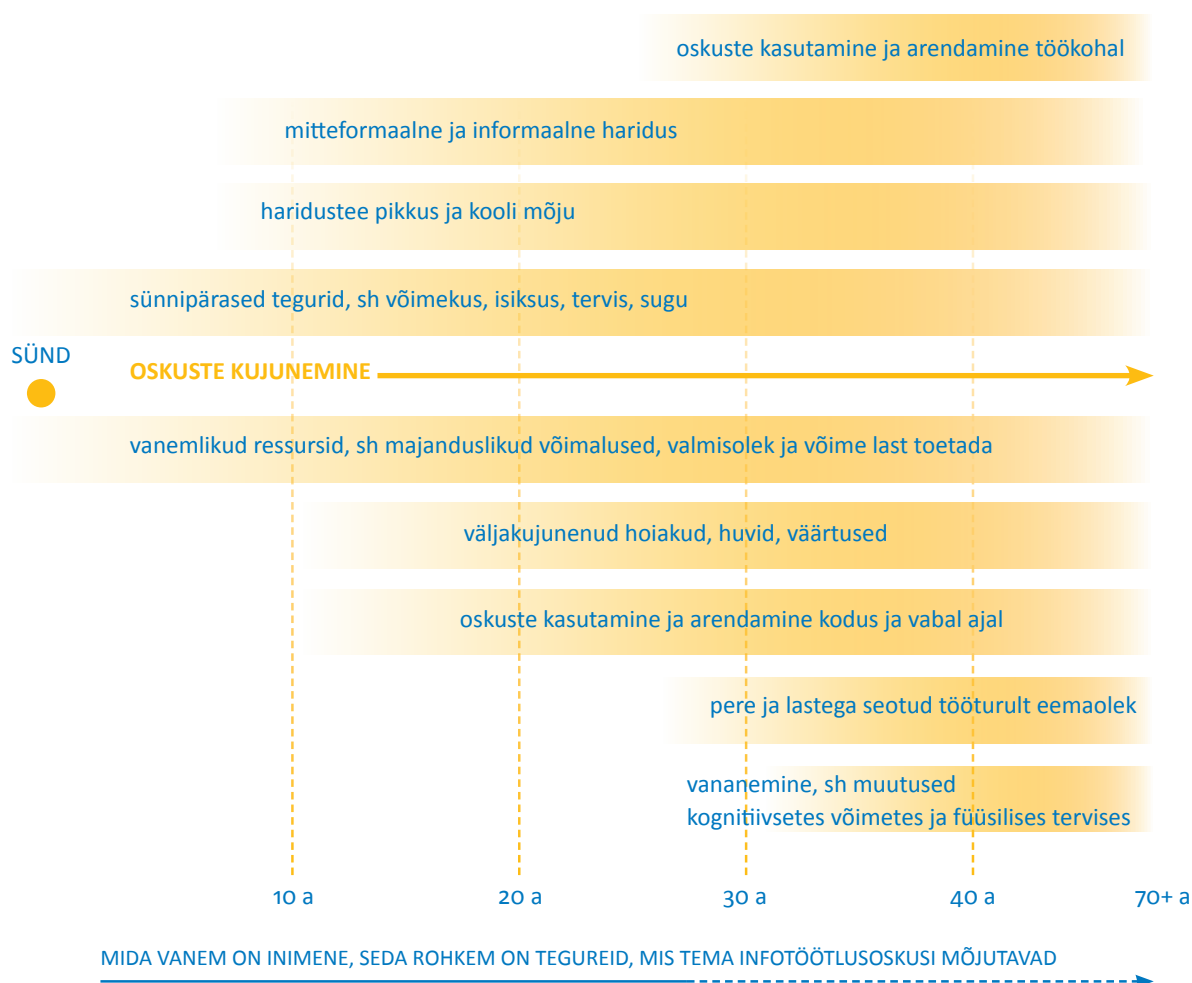 oskuste kasutamine ja arendamine töökohal
mitteformaalne ja informaalne haridus
haridustee pikkus ja kooli mõju
sünnipärased tegurid, sh võimekus, isiksus, tervis, sugu
SÜND
OSKUSTE KUJUNEMINE
vanemlikud ressursid, sh majanduslikud võimalused, valmisolek ja võime last toetada
väljakujunenud hoiakud, huvid, väärtused
oskuste kasutamine ja arendamine kodus ja vabal ajal
pere ja lastega seotud tööturult eemaolek
vananemine, sh muutused
kognitiivsetes võimetes ja füüsilises tervises
10 a 20 a 30 a 40 a 70+ a
MIDA VANEM ON INIMENE, SEDA ROHKEM ON TEGUREID, MIS TEMA INFOTÖÖTLUSOSKUSI MÕJUTAVAD